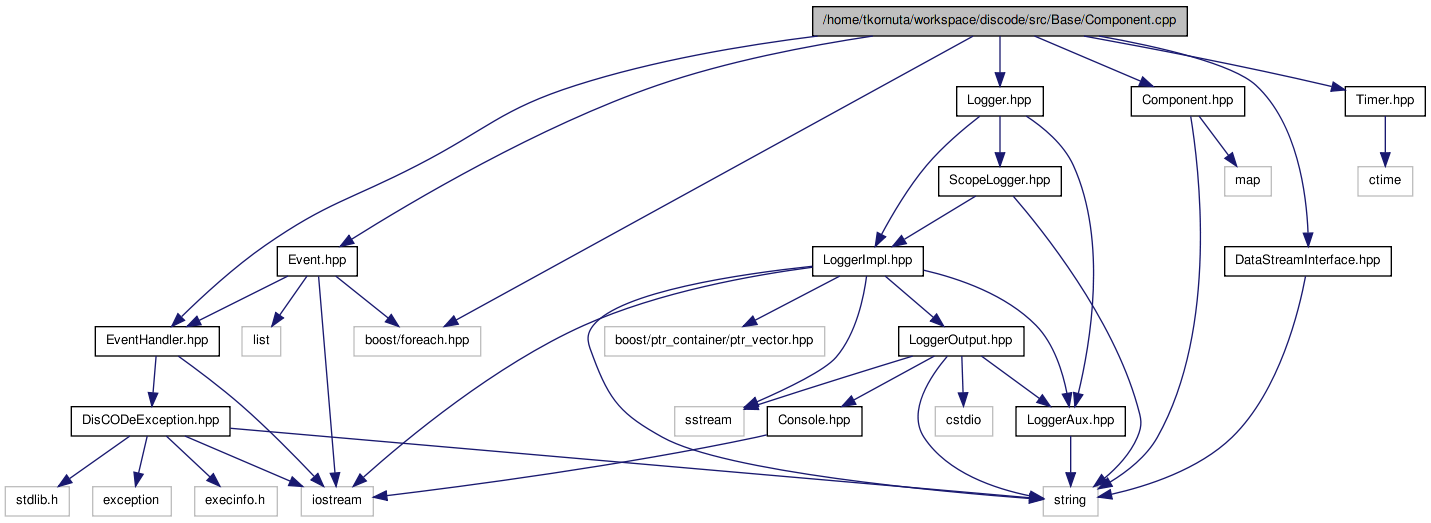 /home/tkornuta/workspace/discode/src/Base/Component.cpp
Logger.hpp
Component.hpp
Timer.hpp
ScopeLogger.hpp
map
ctime
Event.hpp
LoggerImpl.hpp
DataStreamInterface.hpp
EventHandler.hpp
list
boost/foreach.hpp
boost/ptr_container/ptr_vector.hpp
LoggerOutput.hpp
DisCODeException.hpp
sstream
Console.hpp
cstdio
LoggerAux.hpp
stdlib.h
exception
execinfo.h
iostream
string